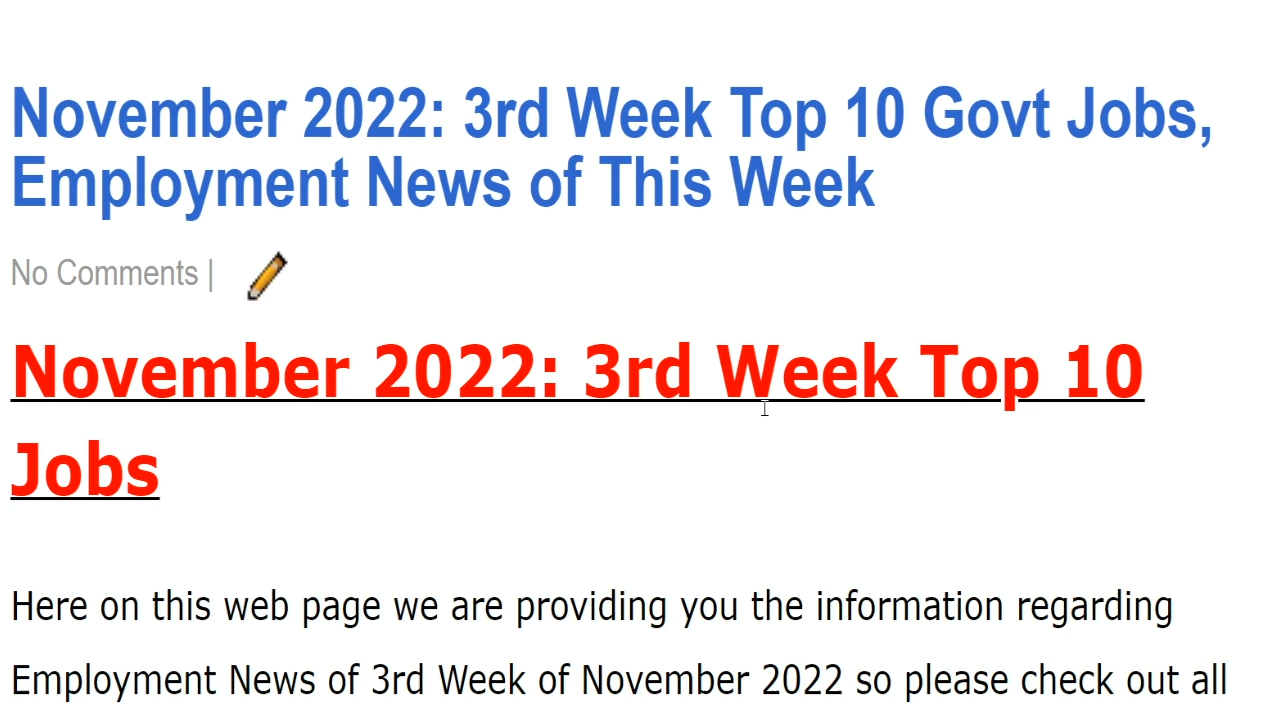 November 2022: 3rd Week Top 10 Govt Jobs,
Employment News of This Week
No Comments |
November 2022: 3rd Week Top 10
Jobs
Here on this web page we are providing you the information regarding
Employment News of 3rd Week of November 2022 so please check out all